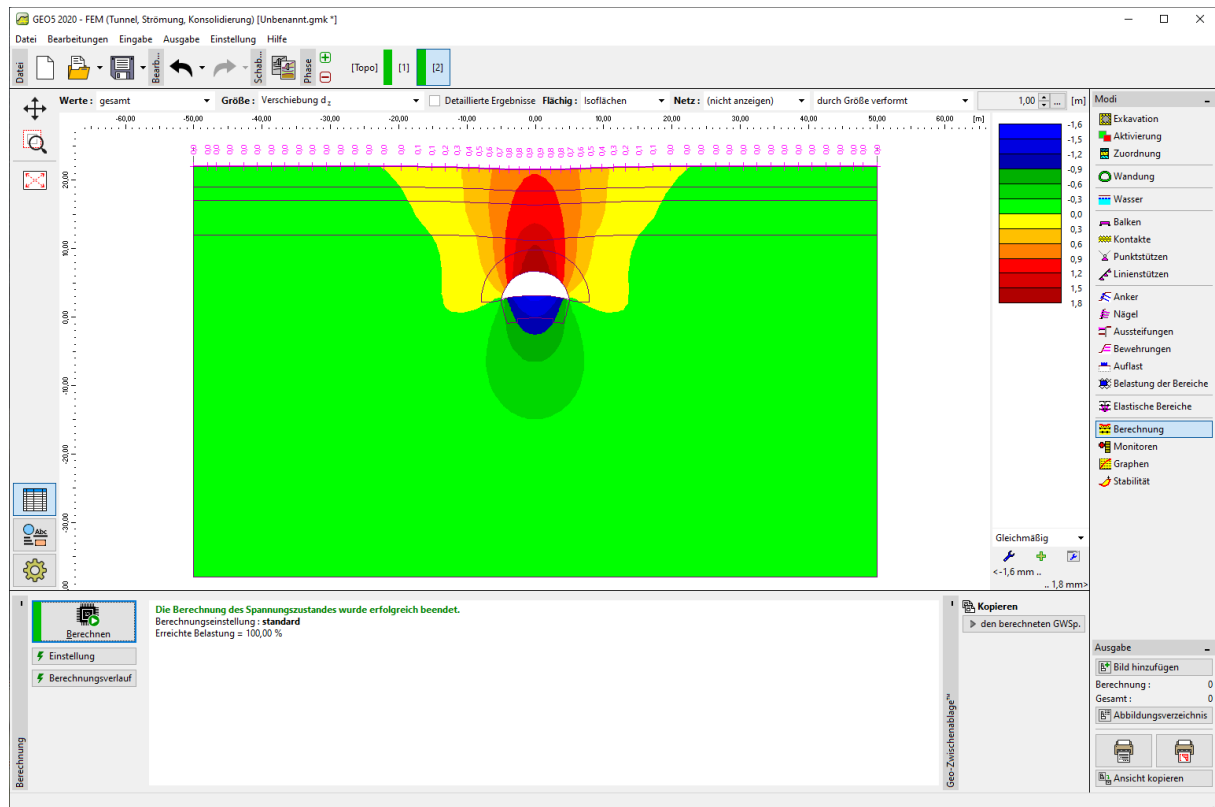 GEO5 2020 - FEM (Tunnel, Strömung, Konsolidierung) [Unbenannt.gmk *]
Datei Bearbeitungen Eingabe Ausgabe Einstellung Hilfe
Datei
Bearb...
Schab...
Phase
[Topo] [1] [2]
Werte : gesamt Größe : Verschiebung d z Detaillierte Ergebnisse Flächig : Isoflächen Netz : (nicht anzeigen) durch Größe verformt 1,00 ... [m]
-60,00 -50,00 -40,00 -30,00 -20,00 -10,00 0,00 10,00 20,00 30,00 40,00 50,00 60,00 [m]
20,00
10,00
0,00
-10,00
-20,00
-30,00
-1,6
-1,5
-1,2
-0,9
-0,6
-0,3
0,0
0,3
0,6
0,9
1,2
1,5
1,8
Gleichmäßig
<-1,6 mm ..
.. 1,8 mm>
Modi
Exkavation
Aktivierung
Zuordnung
Wandung
Wasser
Balken
Kontakte
Punktstützen
Linienstützen
Anker
Nägel
Aussteifungen
Bewehrungen
Auflast
Belastung der Bereiche
Elastische Bereiche
Berechnung
Monitoren
Graphen
Stabilität
Abc
Berechnung
Berechnen
Einstellung
Berechnungsverlauf
Die Berechnung des Spannungszustandes wurde erfolgreich beendet.
Berechnungseinstellung : standard
Erreichte Belastung = 100,00 %
Geo-Zwischenablage™
Kopieren
den berechneten GWSp.
Ausgabe
Bild hinzufügen
Berechnung : 0
Gesamt : 0
Abbildungsverzeichnis
Ansicht kopieren